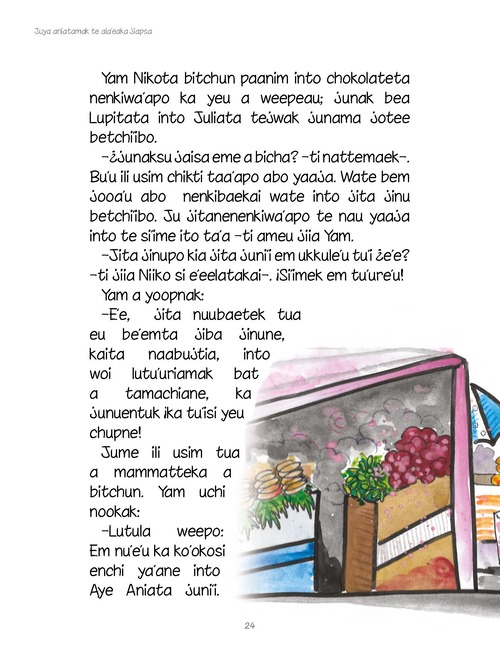 Juya aniatamak te ala'eaka jiapsa
Yam Nikota bitchun paanim into chokolateta
nenkiwa'apo ka yeu a weepeau; junak bea
Lupitata into Juliata tejwak junama jotee
betchi'ibo.
–¿Junaksu jaisa eme a bicha? –ti nattemaek–.
Bu'u ili usim chikti taa'apo abo yaaja. Wate bem
jooa'u abo nenkibaekai wate into jita jinu
betchi'ibo. Ju jitanenenkiwa'apo te nau yaaja
into te si'ime ito ta'a –ti ameu jiia Yam.
–Jita jinupo kia jita juni'i em ukkule'u tu'i ¿e'e?
–ti jiia Niiko si e'eelatakai–. ¡Si'imek em tu'ure'u!
Yam a yoopnak:
–E'e, jita nuubaetek tua
eu be'emta jiba jinune,
kaita naabujtia, into
woi lutu'uriamak bat
a tamachiane, ka
junuentuk ¡ka tu'isi yeu
chupne!
Jume ili usim tua
a mammatteka a
bitchun. Yam uchi
nookak:
–Lutula weepo:
Em nu'e'u ka ko'okosi
enchi ya'ane into
Aye Aniata juni'i.
24